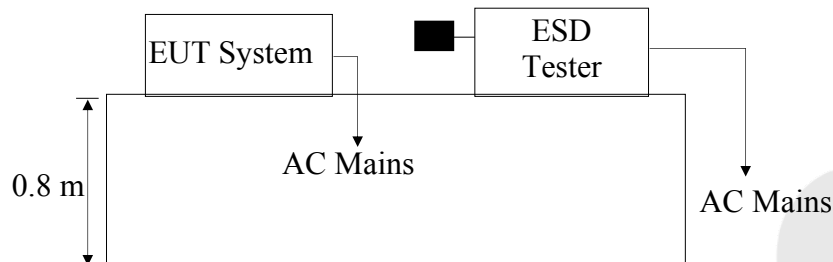 EUT System
ESD
Tester
AC Mains
0.8 m
AC Mains